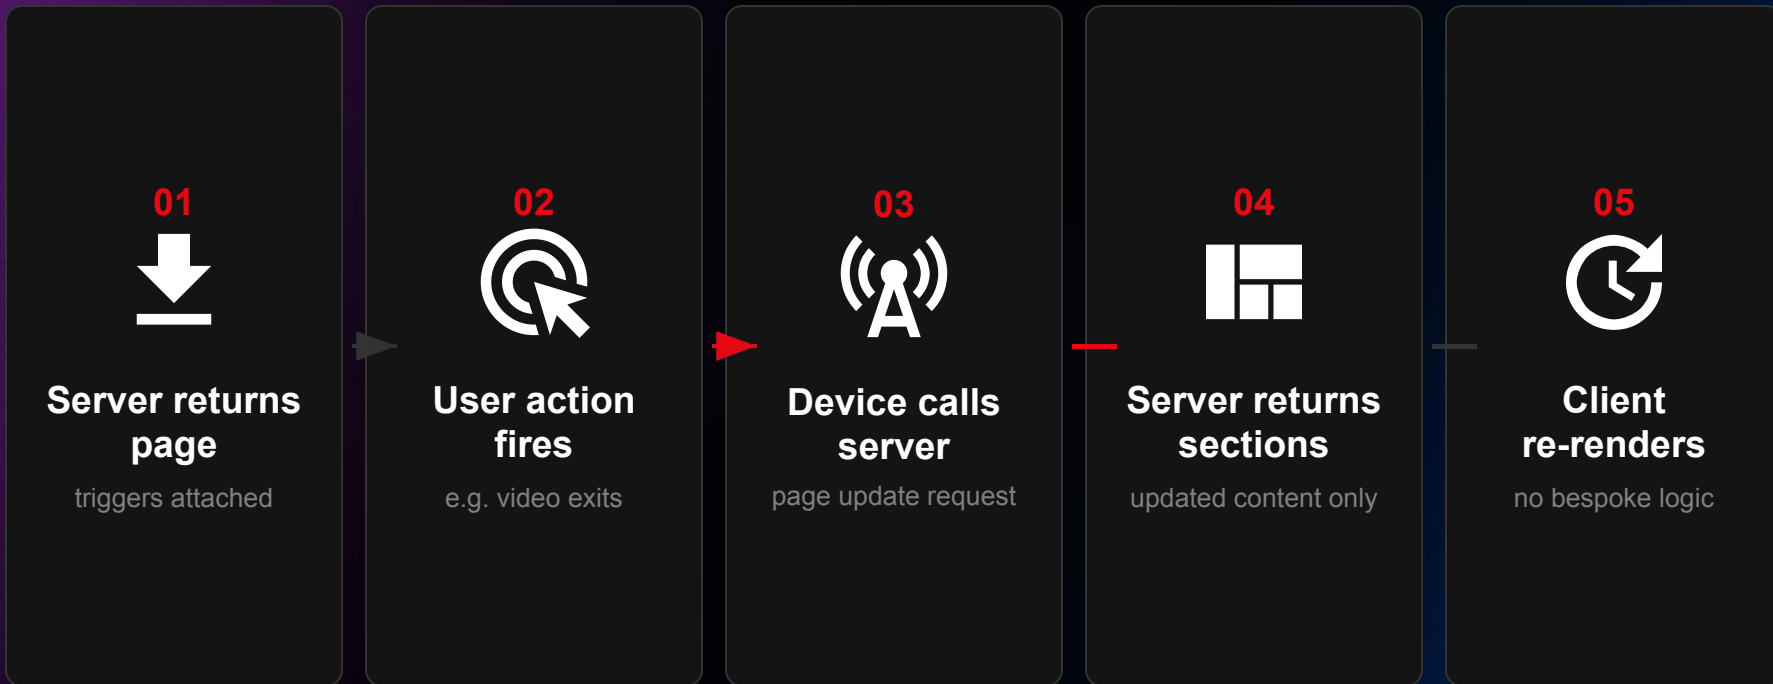 01
Server returns
page
triggers attached
02
User action
fires
e.g. video exits
03
Device calls
server
page update request
04
Server returns
sections
updated content only
05
Client
re-renders
no bespoke logic